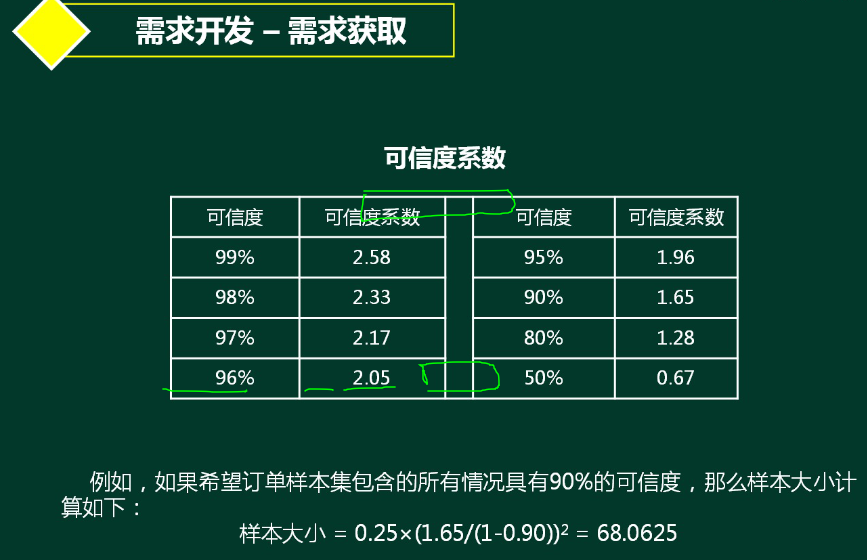 需求开发 – 需求获取
可信度系数
可信度 可信度系数 可信度 可信度系数
99% 2.58 95% 1.96
98% 2.33 90% 1.65
97% 2.17 80% 1.28
96% 2.05 50% 0.67
例如，如果希望订单样本集包含的所有情况具有90%的可信度，那么样本大小计
算如下：
样本大小 = 0.25×(1.65/(1-0.90))² = 68.0625